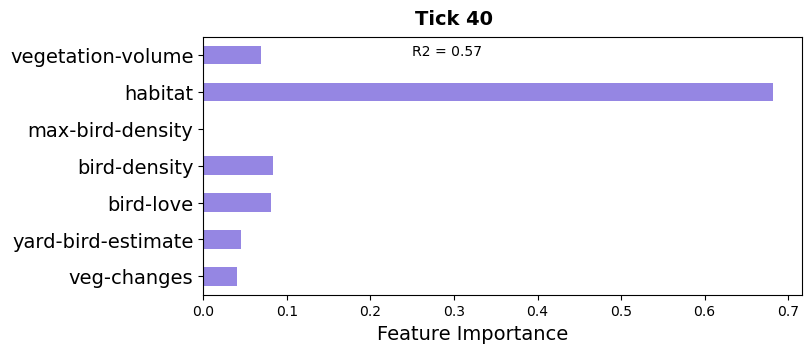 Tick 40
vegetation-volume
R2 = 0.57
habitat
max-bird-density
bird-density
bird-love
yard-bird-estimate
veg-changes
0.0 0.1 0.2 0.3 0.4 0.5 0.6 0.7
Feature Importance